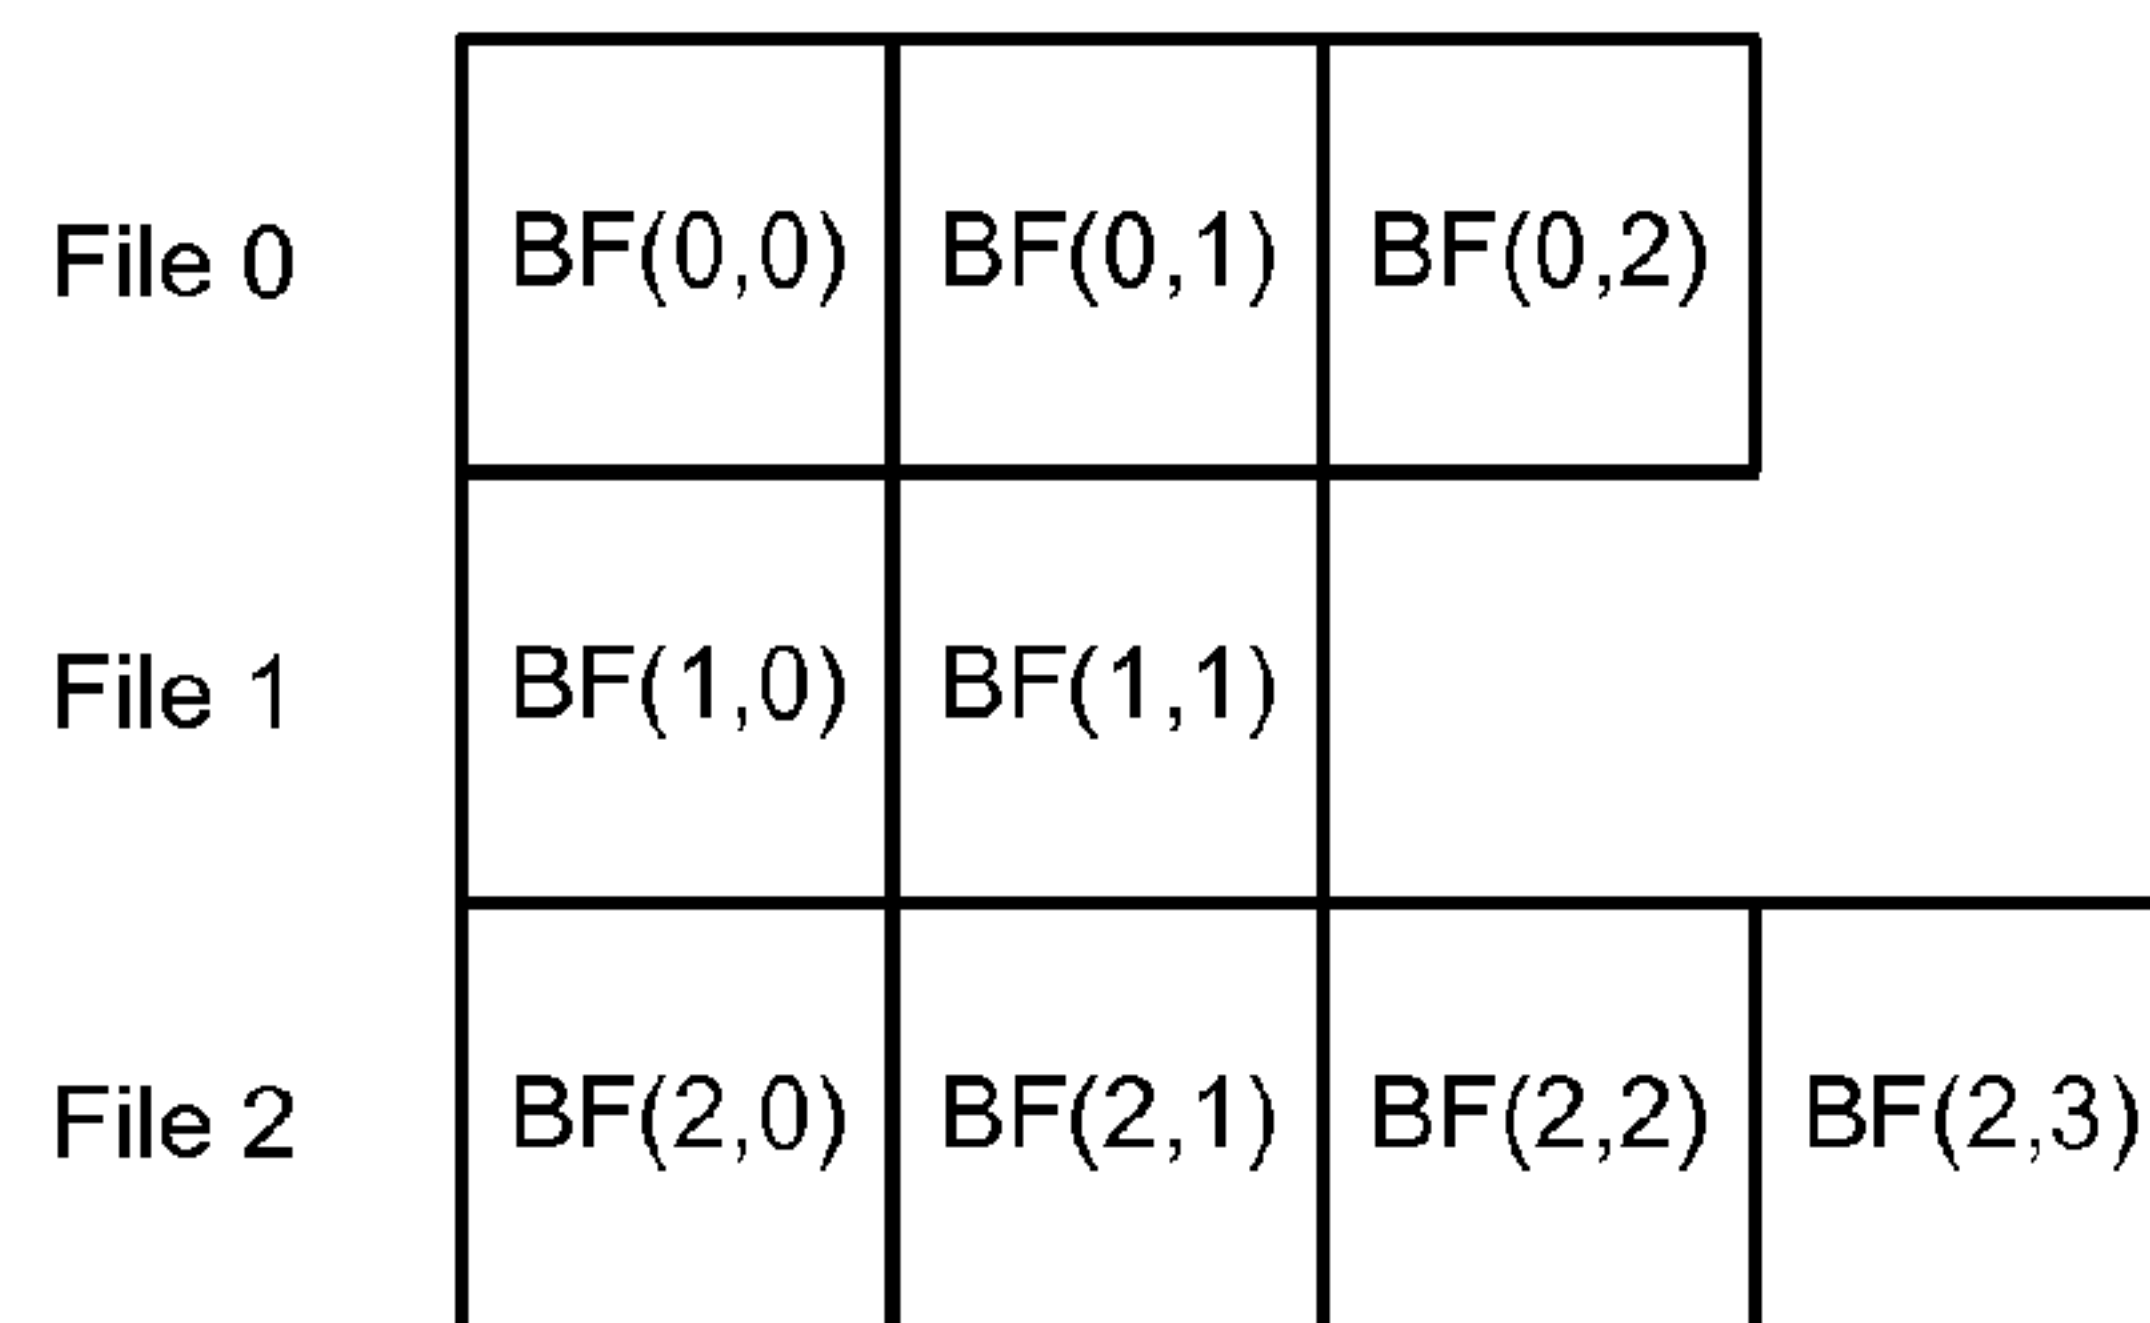 File 0 BF(0,0) BF(0,1) BF(0,2)
File 1 BF(1,0) BF(1,1)
File 2 BF(2,0) BF(2,1) BF(2,2) BF(2,3)